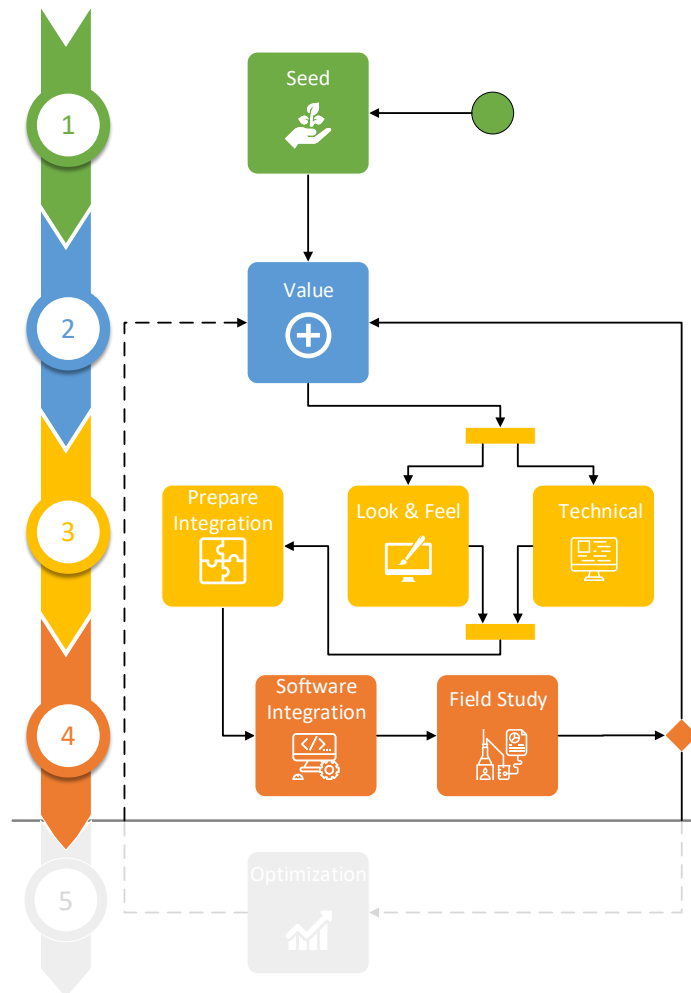 1
Seed
2
Value
3
Prepare
Integration
Look & Feel
Technical
4
Software
Integration
</>...
Field Study
5
Optimization